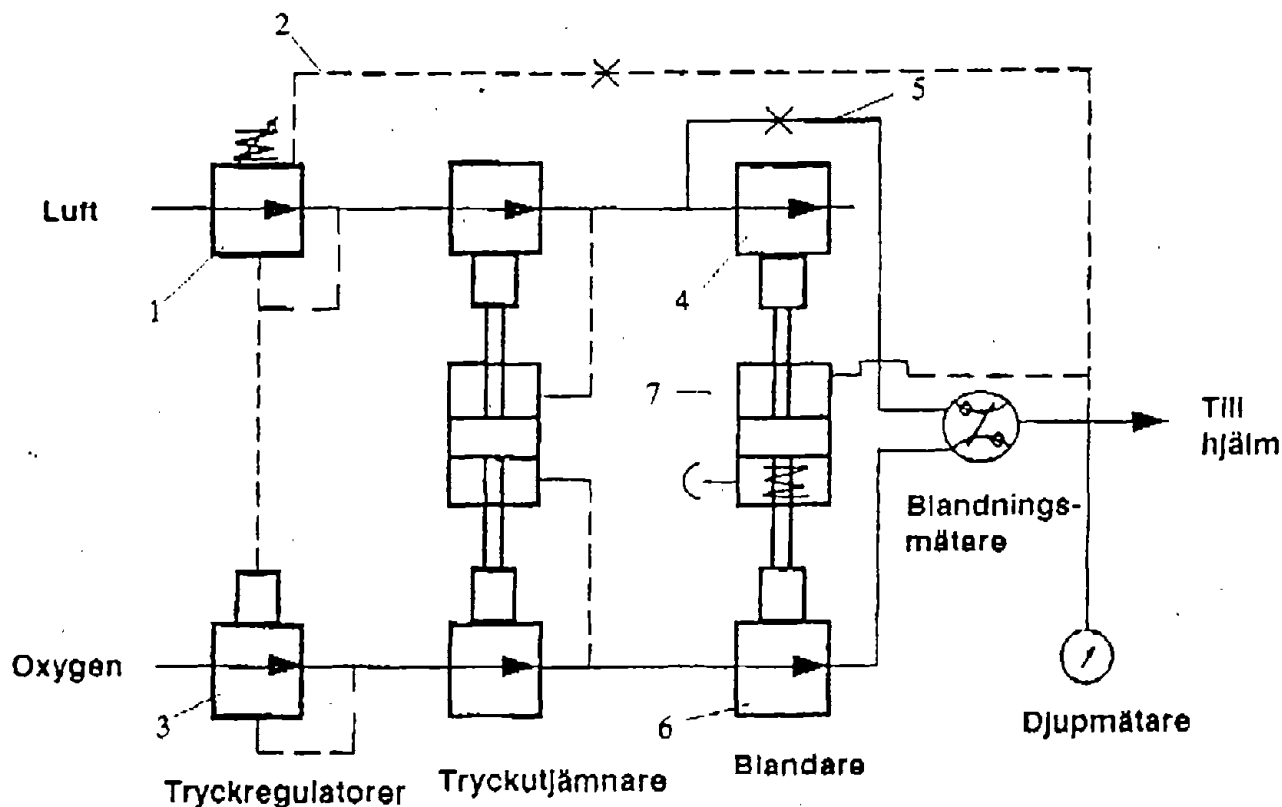 2
5
Luft
1
4
7
Till
hjälm
Blandnings-
mätare
Oxygen
3
6
Djupmätare
Tryckregulatorer
Tryckutjämnare
Blandare